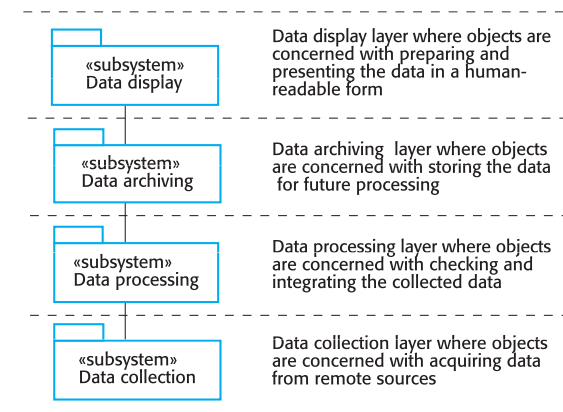 «subsystem»
Data display
Data display layer where objects are
concerned with preparing and
presenting the data in a human-
readable form
«subsystem»
Data archiving
Data archiving layer where objects
are concerned with storing the data
for future processing
«subsystem»
Data processing
Data processing layer where objects
are concerned with checking and
integrating the collected data
«subsystem»
Data collection
Data collection layer where objects
are concerned with acquiring data
from remote sources